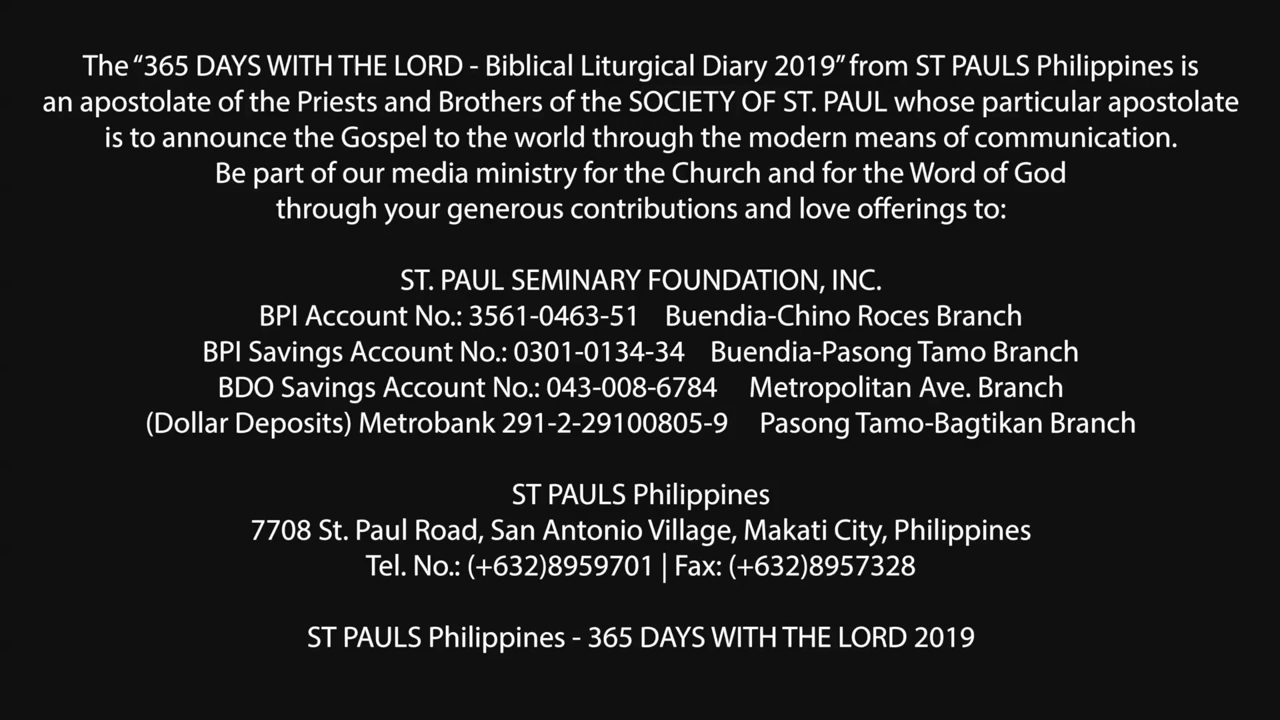 The “365 DAYS WITH THE LORD - Biblical Liturgical Diary 2019” from ST PAULS Philippines is
an apostolate of the Priests and Brothers of the SOCIETY OF ST. PAUL whose particular apostolate
is to announce the Gospel to the world through the modern means of communication.
Be part of our media ministry for the Church and for the Word of God
through your generous contributions and love offerings to:
ST. PAUL SEMINARY FOUNDATION, INC.
BPI Account No.: 3561-0463-51 Buendia-Chino Roces Branch
BPI Savings Account No.: 0301-0134-34 Buendia-Pasong Tamo Branch
BDO Savings Account No.: 043-008-6784 Metropolitan Ave. Branch
(Dollar Deposits) Metrobank 291-2-29100805-9 Pasong Tamo-Bagtikan Branch
ST PAULS Philippines
7708 St. Paul Road, San Antonio Village, Makati City, Philippines
Tel. No.: (+632)8959701 | Fax: (+632)8957328
ST PAULS Philippines - 365 DAYS WITH THE LORD 2019